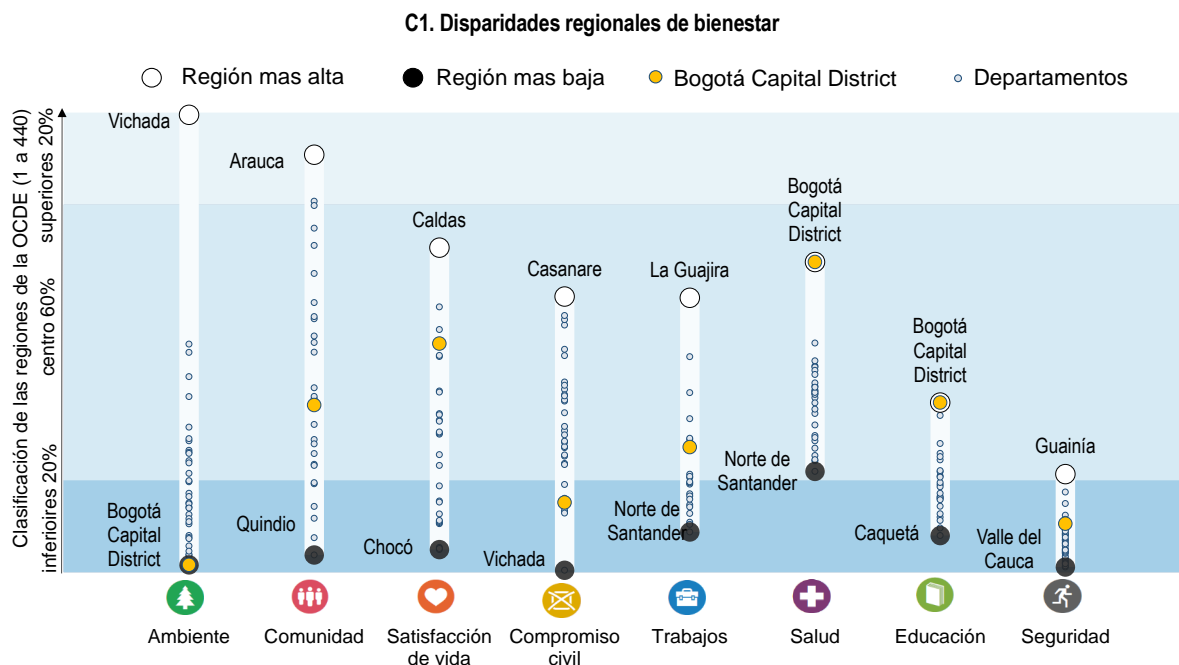 C1. Disparidades regionales de bienestar
Región mas alta
Región mas baja
Bogotá Capital District
Departamentos
Clasificación de las regiones de la OCDE (1 a 440)
inferioires 20%
centro 60%
superiores 20%
Vichada
Bogotá
Capital
District
Arauca
Quindio
Caldas
Chocó
Casanare
Vichada
La Guajira
Norte de
Santander
Bogotá
Capital
District
Norte de
Santander
Bogotá
Capital
District
Caquetá
Guainía
Valle del
Cauca
Ambiente
Comunidad
Satisfacción
de vida
Compromiso
civil
Trabajos
Salud
Educación
Seguridad